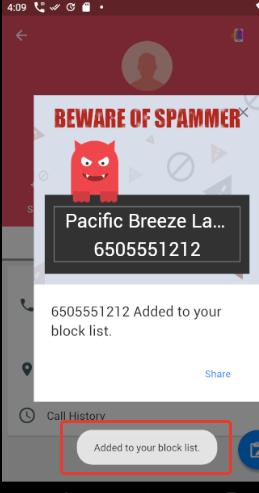 4:09
BEWARE OF SPAMMER
Pacific Breeze La...
6505551212
6505551212 Added to your
block list.
Share
Call History
Added to your block list.